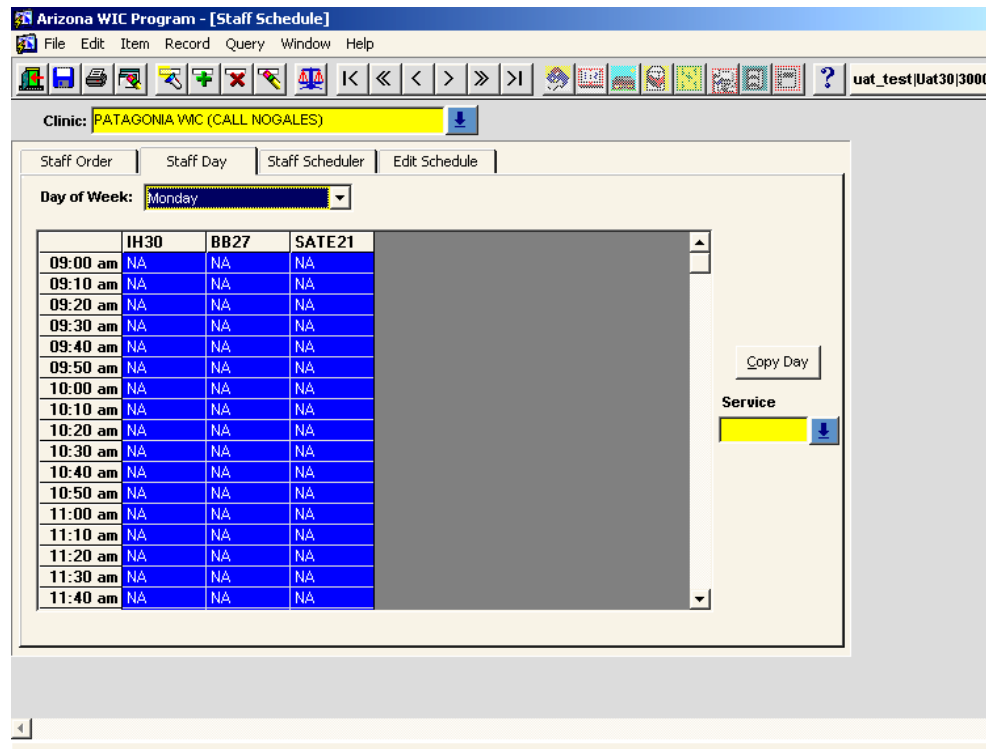 Arizona WIC Program - [Staff Schedule]
File Edit Item Record Query Window Help
? uat_test|Uat30|3000
Clinic: PATAGONIA WIC (CALL NOGALES)
Staff Order Staff Day Staff Scheduler Edit Schedule
Day of Week: Monday
IH30 BB27 SATE21
09:00 am NA NA NA
09:10 am NA NA NA
09:20 am NA NA NA
09:30 am NA NA NA
09:40 am NA NA NA
09:50 am NA NA NA
10:00 am NA NA NA
10:10 am NA NA NA
10:20 am NA NA NA
10:30 am NA NA NA
10:40 am NA NA NA
10:50 am NA NA NA
11:00 am NA NA NA
11:10 am NA NA NA
11:20 am NA NA NA
11:30 am NA NA NA
11:40 am NA NA NA
Copy Day
Service